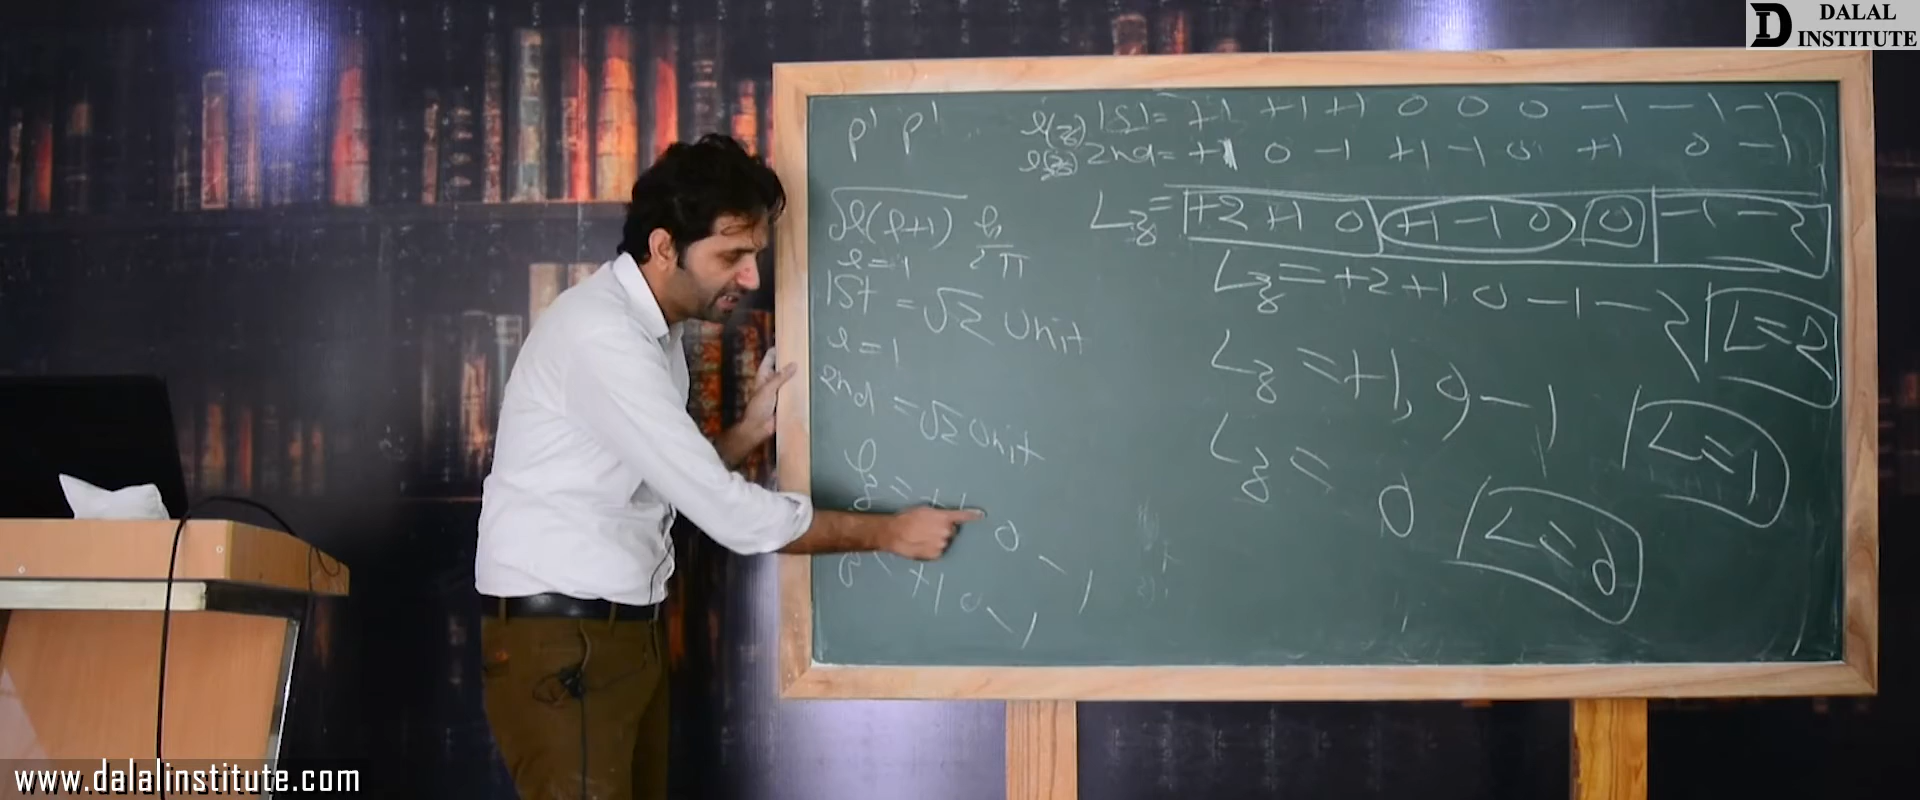 DALAL
INSTITUTE
p¹ p¹
l(z) 1st = +1 +1 +1 0 0 0 -1 -1 -1
l(z) 2nd = +1 0 -1 +1 -1 0 +1 0 -1
Lz = +2 +1 0 +1 -1 0 0 -1 -2
√l(l+1) h/2π
l=1
1st = √2 Unit
l=1
2nd = √2 Unit
lz = +1 0 -1
+1 0 -1
Lz = +2 +1 0 -1 -2 L=2
Lz = +1, 0, -1 L=1
Lz = 0 L=0
www.dalalinstitute.com